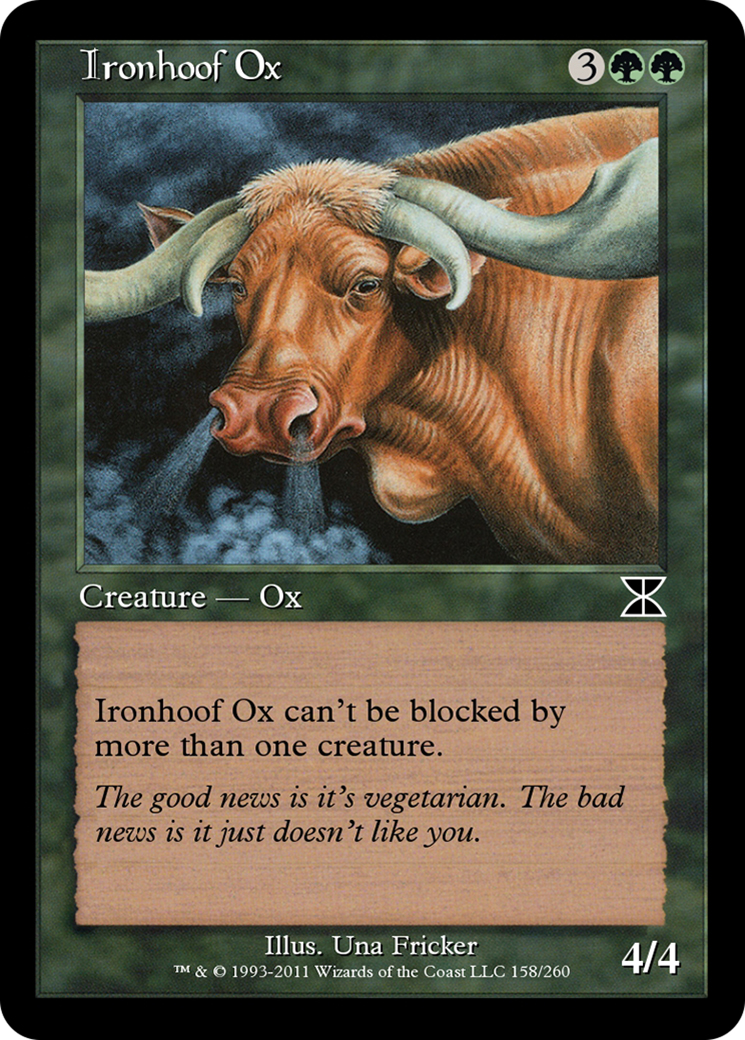 Ironhoof Ox 3
Creature — Ox
Ironhoof Ox can't be blocked by
more than one creature.
The good news is it's vegetarian. The bad
news is it just doesn't like you.
Illus. Una Fricker
™ & © 1993-2011 Wizards of the Coast LLC 158/260
4/4